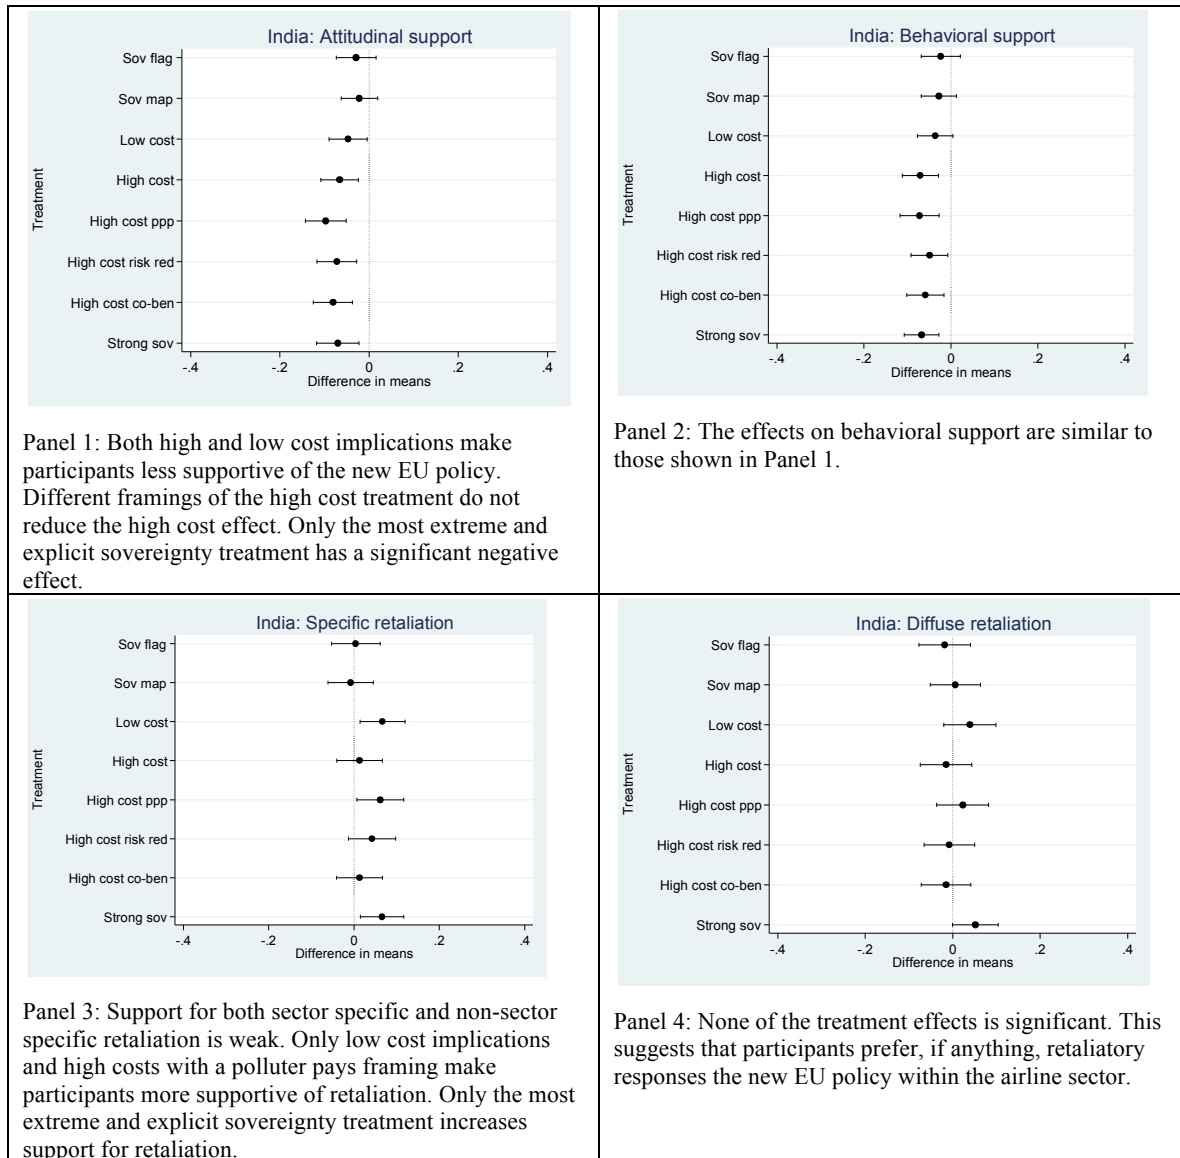 India: Attitudinal support
Treatment
Sov flag
Sov map
Low cost
High cost
High cost ppp
High cost risk red
High cost co-ben
Strong sov
-.4 -.2 0 .2 .4
Difference in means
Panel 1: Both high and low cost implications make
participants less supportive of the new EU policy.
Different framings of the high cost treatment do not
reduce the high cost effect. Only the most extreme and
explicit sovereignty treatment has a significant negative
effect.
India: Behavioral support
Treatment
Sov flag
Sov map
Low cost
High cost
High cost ppp
High cost risk red
High cost co-ben
Strong sov
-.4 -.2 0 .2 .4
Difference in means
Panel 2: The effects on behavioral support are similar to
those shown in Panel 1.
India: Specific retaliation
Treatment
Sov flag
Sov map
Low cost
High cost
High cost ppp
High cost risk red
High cost co-ben
Strong sov
-.4 -.2 0 .2 .4
Difference in means
Panel 3: Support for both sector specific and non-sector
specific retaliation is weak. Only low cost implications
and high costs with a polluter pays framing make
participants more supportive of retaliation. Only the most
extreme and explicit sovereignty treatment increases
support for retaliation.
India: Diffuse retaliation
Treatment
Sov flag
Sov map
Low cost
High cost
High cost ppp
High cost risk red
High cost co-ben
Strong sov
-.4 -.2 0 .2 .4
Difference in means
Panel 4: None of the treatment effects is significant. This
suggests that participants prefer, if anything, retaliatory
responses the new EU policy within the airline sector.